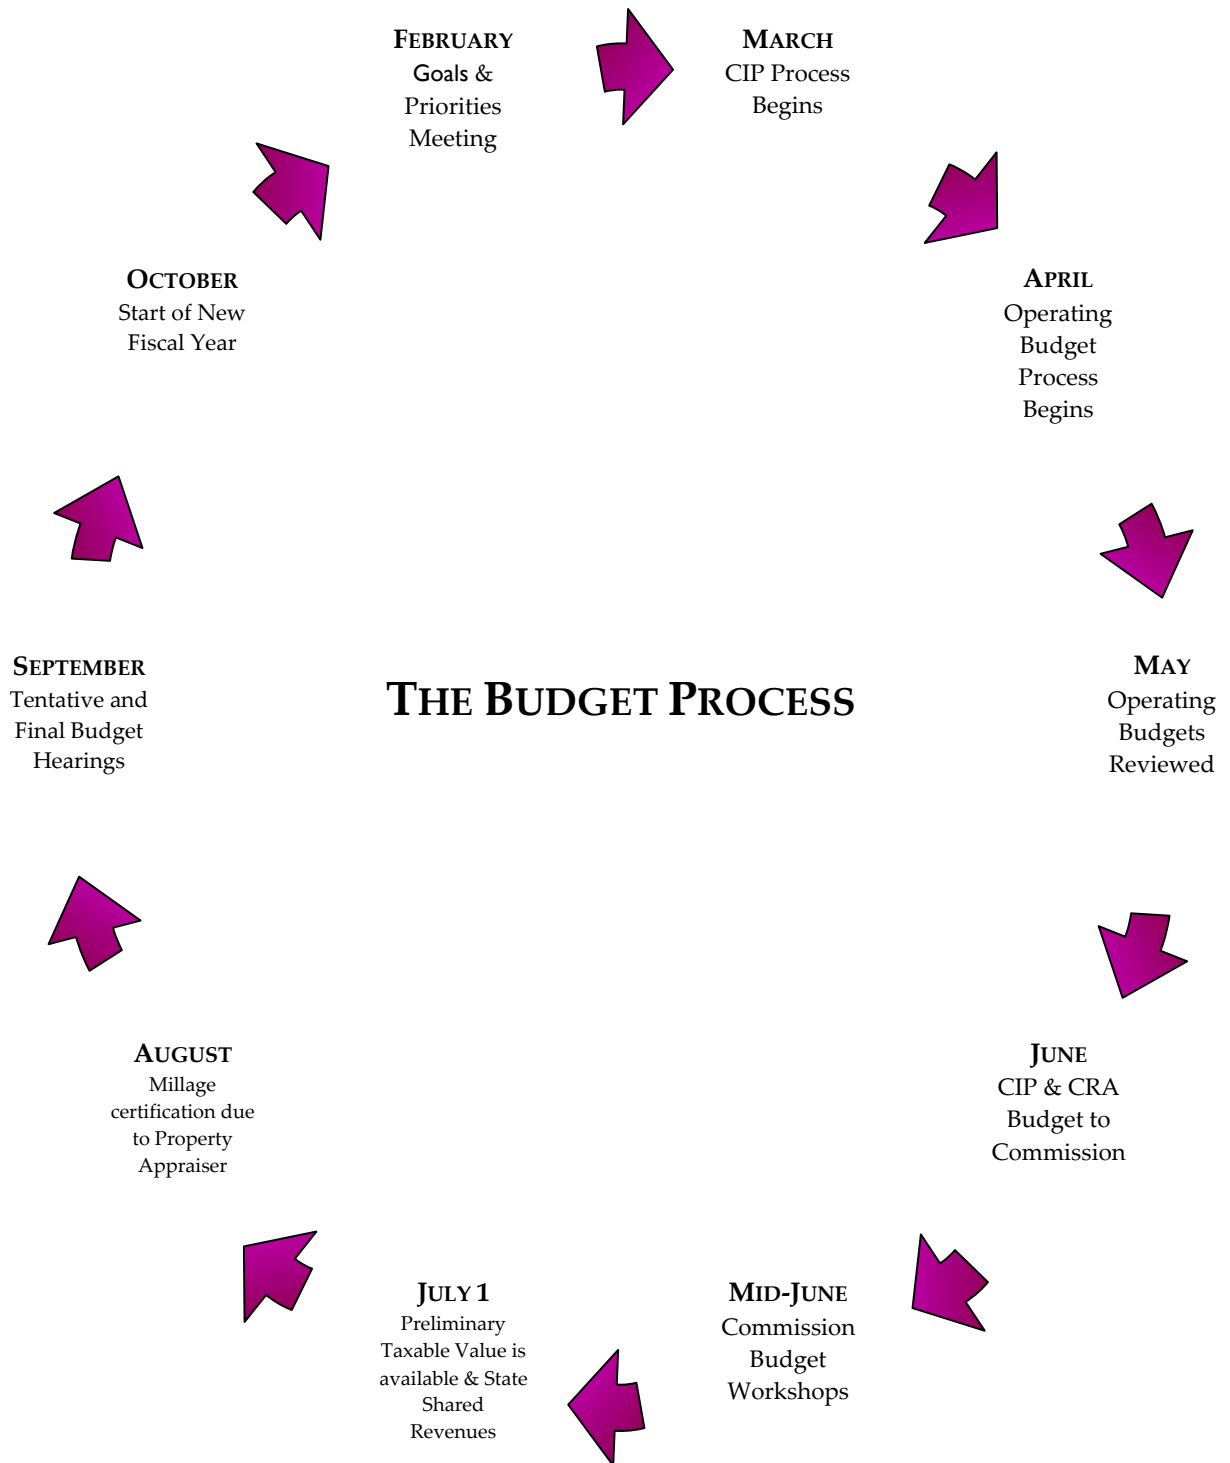 FEBRUARY
Goals &
Priorities
Meeting
MARCH
CIP Process
Begins
APRIL
Operating
Budget
Process
Begins
MAY
Operating
Budgets
Reviewed
JUNE
CIP & CRA
Budget to
Commission
MID-JUNE
Commission
Budget
Workshops
JULY 1
Preliminary
Taxable Value is
available & State
Shared
Revenues
AUGUST
Millage
certification due
to Property
Appraiser
SEPTEMBER
Tentative and
Final Budget
Hearings
OCTOBER
Start of New
Fiscal Year
THE BUDGET PROCESS